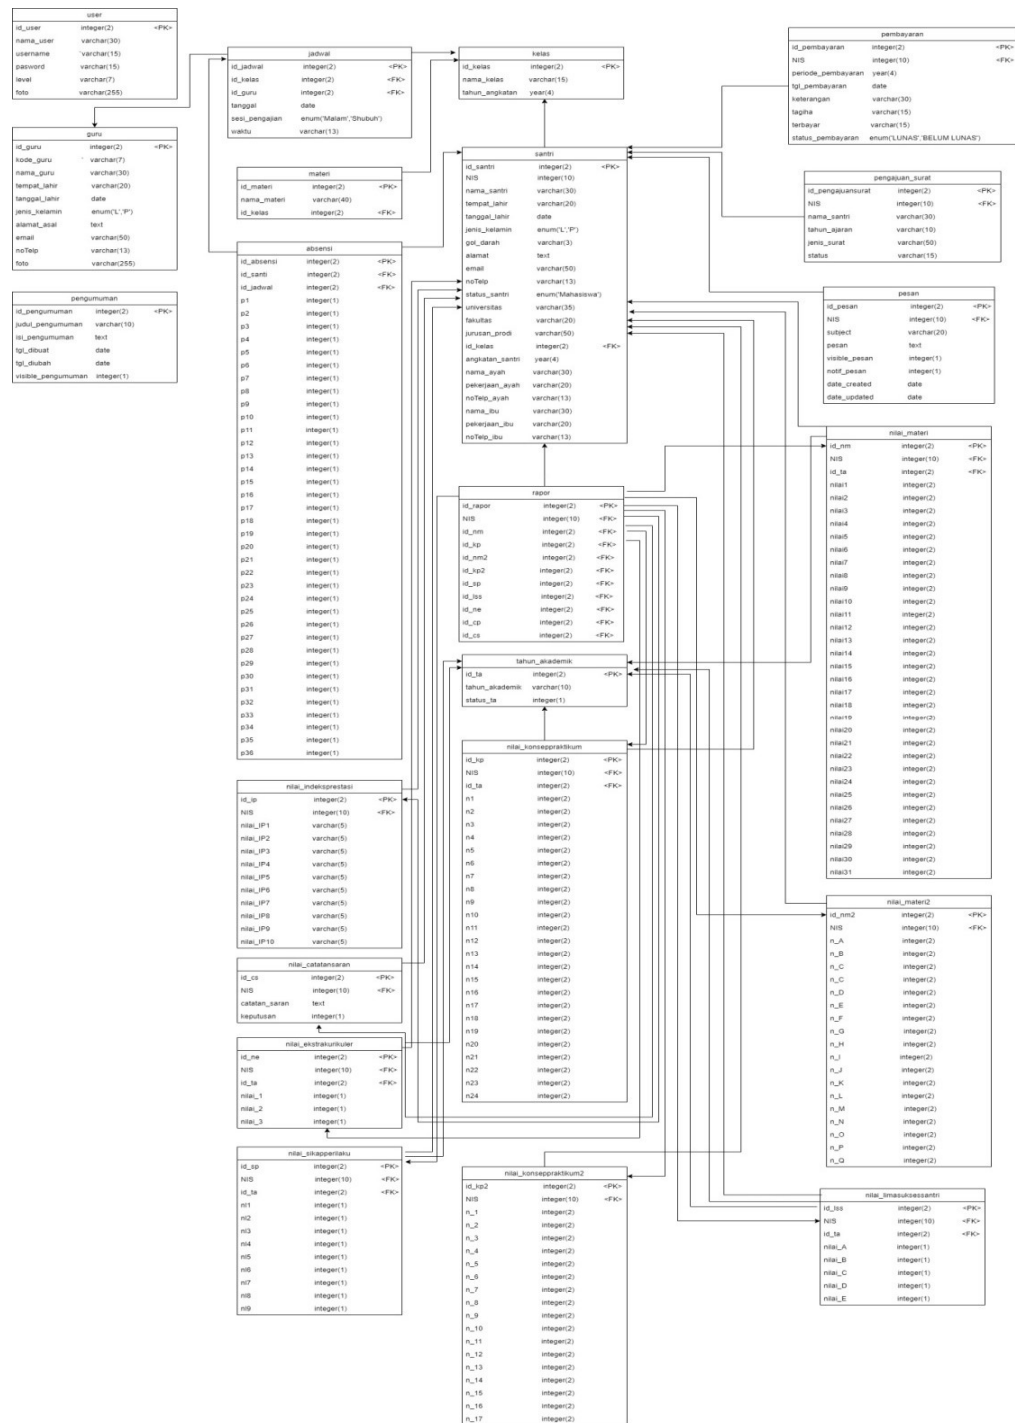 user
id_user integer(2) <PK>
nama_user varchar(30)
username varchar(15)
pasword varchar(15)
level varchar(7)
foto varchar(255)
guru
id_guru integer(2) <PK>
kode_guru varchar(7)
nama_guru varchar(30)
tempat_lahir varchar(20)
tanggal_lahir date
jenis_kelamin enum('L','P')
alamat_asal text
email varchar(50)
noTelp varchar(13)
foto varchar(255)
pengumuman
id_pengumuman integer(2) <PK>
judul_pengumuman varchar(10)
isi_pengumuman text
tgl_dibuat date
tgl_diubah date
visible_pengumuman integer(1)
jadwal
id_jadwal integer(2) <PK>
id_kelas integer(2) <FK>
id_guru integer(2) <FK>
tanggal date
sesi_pengajian enum('Malam','Shubuh')
waktu varchar(13)
materi
id_materi integer(2) <PK>
nama_materi varchar(40)
id_kelas integer(2) <FK>
absensi
id_absensi integer(2) <PK>
id_santi integer(2) <FK>
id_jadwal integer(2) <FK>
p1 integer(1)
p2 integer(1)
p3 integer(1)
p4 integer(1)
p5 integer(1)
p6 integer(1)
p7 integer(1)
p8 integer(1)
p9 integer(1)
p10 integer(1)
p11 integer(1)
p12 integer(1)
p13 integer(1)
p14 integer(1)
p15 integer(1)
p16 integer(1)
p17 integer(1)
p18 integer(1)
p19 integer(1)
p20 integer(1)
p21 integer(1)
p22 integer(1)
p23 integer(1)
p24 integer(1)
p25 integer(1)
p26 integer(1)
p27 integer(1)
p28 integer(1)
p29 integer(1)
p30 integer(1)
p31 integer(1)
p32 integer(1)
p33 integer(1)
p34 integer(1)
p35 integer(1)
p36 integer(1)
nilai_indeksprestasi
id_ip integer(2) <PK>
NIS integer(10) <FK>
nilai_IP1 varchar(5)
nilai_IP2 varchar(5)
nilai_IP3 varchar(5)
nilai_IP4 varchar(5)
nilai_IP5 varchar(5)
nilai_IP6 varchar(5)
nilai_IP7 varchar(5)
nilai_IP8 varchar(5)
nilai_IP9 varchar(5)
nilai_IP10 varchar(5)
nilai_catatansaran
id_cs integer(2) <PK>
NIS integer(10) <FK>
catatan_saran text
keputusan integer(1)
nilai_ekstrakurikuler
id_ne integer(2) <PK>
NIS integer(10) <FK>
id_ta integer(2) <FK>
nilai_1 integer(1)
nilai_2 integer(1)
nilai_3 integer(1)
nilai_sikapperilaku
id_sp integer(2) <PK>
NIS integer(10) <FK>
id_ta integer(2) <FK>
nl1 integer(1)
nl2 integer(1)
nl3 integer(1)
nl4 integer(1)
nl5 integer(1)
nl6 integer(1)
nl7 integer(1)
nl8 integer(1)
nl9 integer(1)
kelas
id_kelas integer(2) <PK>
nama_kelas varchar(15)
tahun_angkatan year(4)
santri
id_santri integer(2) <PK>
NIS integer(10)
nama_santri varchar(30)
tempat_lahir varchar(20)
tanggal_lahir date
jenis_kelamin enum('L','P')
gol_darah varchar(3)
alamat text
email varchar(50)
noTelp varchar(13)
status_santri enum('Mahasiswa')
universitas varchar(35)
fakultas varchar(20)
jurusan_prodi varchar(50)
id_kelas integer(2) <FK>
angkatan_santri year(4)
nama_ayah varchar(30)
pekerjaan_ayah varchar(20)
noTelp_ayah varchar(13)
nama_ibu varchar(30)
pekerjaan_ibu varchar(20)
noTelp_ibu varchar(13)
rapor
id_rapor integer(2) <PK>
NIS integer(10) <FK>
id_nm integer(2) <FK>
id_kp integer(2) <FK>
id_nm2 integer(2) <FK>
id_kp2 integer(2) <FK>
id_sp integer(2) <FK>
id_lss integer(2) <FK>
id_ne integer(2) <FK>
id_cp integer(2) <FK>
id_cs integer(2) <FK>
tahun_akademik
id_ta integer(2) <PK>
tahun_akademik varchar(10)
status_ta integer(1)
nilai_konseppraktikum
id_kp integer(2) <PK>
NIS integer(10) <FK>
id_ta integer(2) <FK>
n1 integer(2)
n2 integer(2)
n3 integer(2)
n4 integer(2)
n5 integer(2)
n6 integer(2)
n7 integer(2)
n8 integer(2)
n9 integer(2)
n10 integer(2)
n11 integer(2)
n12 integer(2)
n13 integer(2)
n14 integer(2)
n15 integer(2)
n16 integer(2)
n17 integer(2)
n18 integer(2)
n19 integer(2)
n20 integer(2)
n21 integer(2)
n22 integer(2)
n23 integer(2)
n24 integer(2)
nilai_konseppraktikum2
id_kp2 integer(2) <PK>
NIS integer(10) <FK>
n_1 integer(2)
n_2 integer(2)
n_3 integer(2)
n_4 integer(2)
n_5 integer(2)
n_6 integer(2)
n_7 integer(2)
n_8 integer(2)
n_9 integer(2)
n_10 integer(2)
n_11 integer(2)
n_12 integer(2)
n_13 integer(2)
n_14 integer(2)
n_15 integer(2)
n_16 integer(2)
n_17 integer(2)
pembayaran
id_pembayaran integer(2) <PK>
NIS integer(10) <FK>
periode_pembayaran year(4)
tgl_pembayaran date
keterangan varchar(30)
tagiha varchar(15)
terbayar varchar(15)
status_pembayaran enum('LUNAS','BELUM LUNAS')
pengajuan_surat
id_pengajuansurat integer(2) <PK>
NIS integer(10) <FK>
nama_santri varchar(30)
tahun_ajaran varchar(10)
jenis_surat varchar(50)
status varchar(15)
pesan
id_pesan integer(2) <PK>
NIS integer(10) <FK>
subject varchar(20)
pesan text
visible_pesan integer(1)
notif_pesan integer(1)
date_created date
date_updated date
nilai_materi
id_nm integer(2) <PK>
NIS integer(10) <FK>
id_ta integer(2) <FK>
nilai1 integer(2)
nilai2 integer(2)
nilai3 integer(2)
nilai4 integer(2)
nilai5 integer(2)
nilai6 integer(2)
nilai7 integer(2)
nilai8 integer(2)
nilai9 integer(2)
nilai10 integer(2)
nilai11 integer(2)
nilai12 integer(2)
nilai13 integer(2)
nilai14 integer(2)
nilai15 integer(2)
nilai16 integer(2)
nilai17 integer(2)
nilai18 integer(2)
nilai19 integer(2)
nilai20 integer(2)
nilai21 integer(2)
nilai22 integer(2)
nilai23 integer(2)
nilai24 integer(2)
nilai25 integer(2)
nilai26 integer(2)
nilai27 integer(2)
nilai28 integer(2)
nilai29 integer(2)
nilai30 integer(2)
nilai31 integer(2)
nilai_materi2
id_nm2 integer(2) <PK>
NIS integer(10) <FK>
n_A integer(2)
n_B integer(2)
n_C integer(2)
n_C integer(2)
n_D integer(2)
n_E integer(2)
n_F integer(2)
n_G integer(2)
n_H integer(2)
n_I integer(2)
n_J integer(2)
n_K integer(2)
n_L integer(2)
n_M integer(2)
n_N integer(2)
n_O integer(2)
n_P integer(2)
n_Q integer(2)
nilai_limasuksessantri
id_lss integer(2) <PK>
NIS integer(10) <FK>
id_ta integer(2) <FK>
nilai_A integer(1)
nilai_B integer(1)
nilai_C integer(1)
nilai_D integer(1)
nilai_E integer(1)